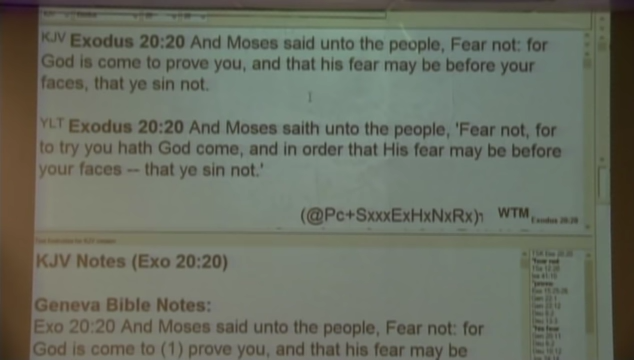 KJV Exodus 20:20 And Moses said unto the people, Fear not: for
God is come to prove you, and that his fear may be before your
faces, that ye sin not.
YLT Exodus 20:20 And Moses saith unto the people, 'Fear not, for
to try you hath God come, and in order that His fear may be before
your faces -- that ye sin not.'
(@Pc+SxxxExHxNxRx)
WTM Exodus 20:20
KJV Notes (Exo 20:20)
Geneva Bible Notes:
Exo 20:20 And Moses said unto the people, Fear not: for
God is come to (1) prove you, and that his fear may be